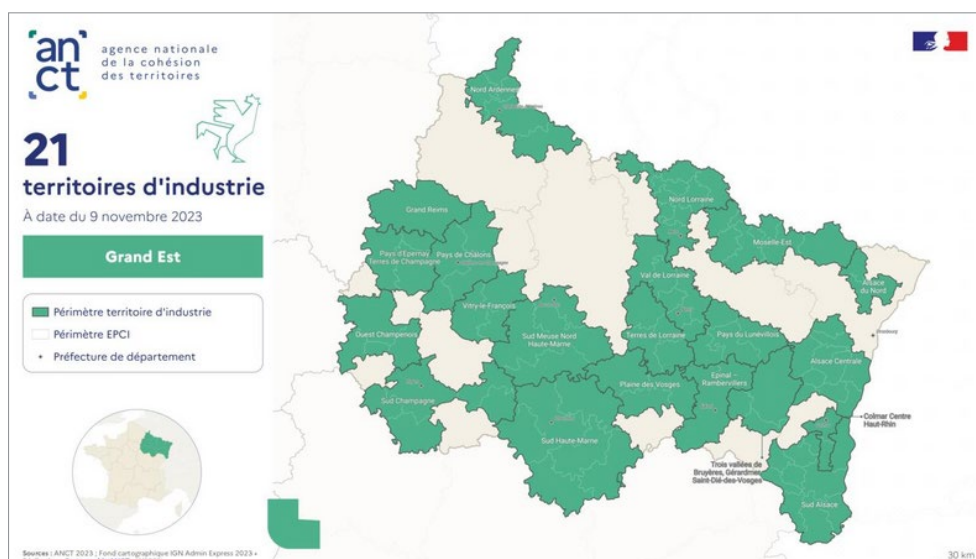 anct
agence nationale
de la cohésion
des territoires
21
territoires d'industrie
À date du 9 novembre 2023
Grand Est
Périmètre territoire d'industrie
Périmètre EPCI
Préfecture de département
Nord Ardennes
Grand Reims
Nord Lorraine
Moselle-Est
Pays d'Epernay
Terres de Champagne
Pays de Châlons
Alsace
du Nord
Val de Lorraine
Vitry-le-François
Ouest Champenois
Sud Meuse Nord
Haute-Marne
Terres de Lorraine
Pays du Lunévillois
Alsace Centrale
Plaine des Vosges
Epinal –
Rambervillers
Sud Champagne
Colmar Centre
Haut-Rhin
Sud Haute-Marne
Trois vallées de
Bruyères, Gérardmer,
Saint-Dié-des-Vosges
Sud Alsace
Sources : ANCT 2023 ; Fond cartographique IGN Admin Express 2023 •
30 km